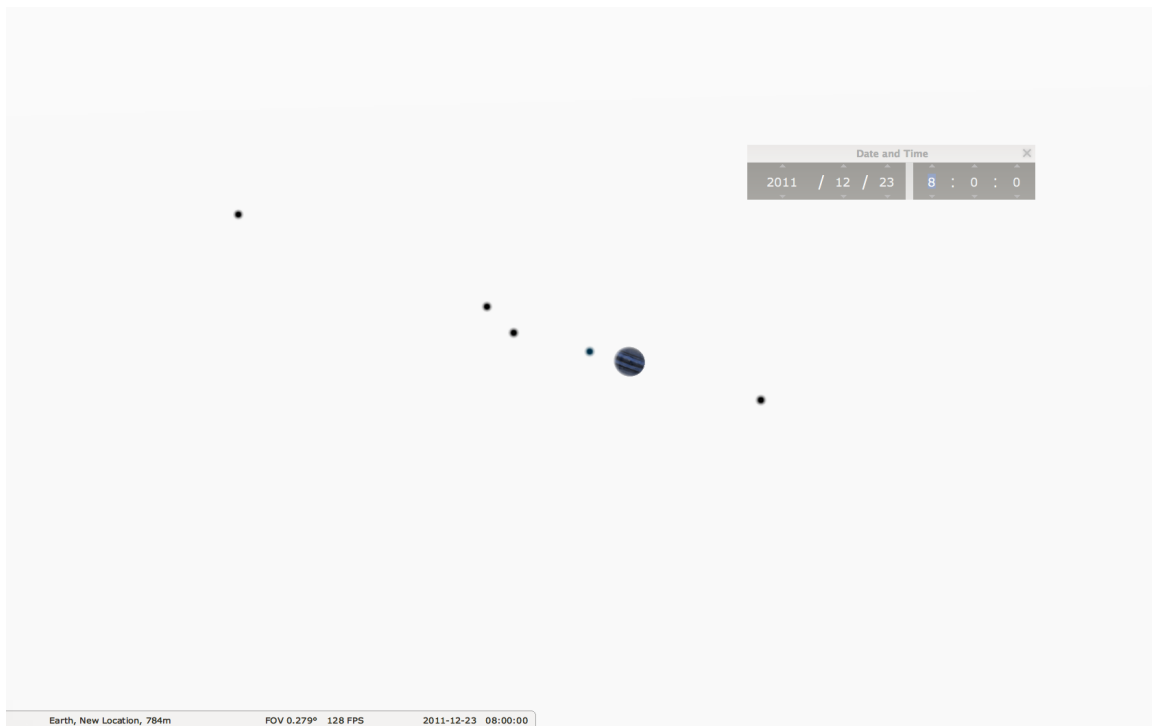 Date and Time
2011 / 12 / 23 8 : 0 : 0
Earth, New Location, 784m FOV 0.279° 128 FPS 2011-12-23 08:00:00